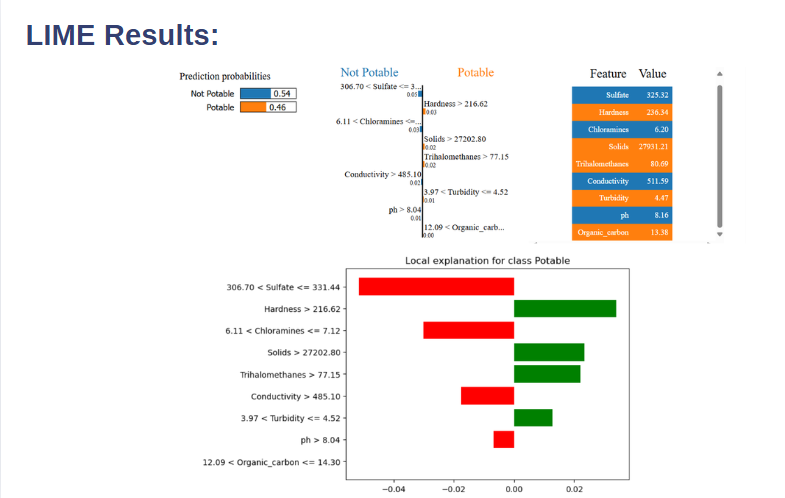 LIME Results:
Prediction probabilities
Not Potable 0.54
Potable 0.46
Not Potable Potable
306.70 < Sulfate <= 3...
0.05
Hardness > 216.62
0.03
6.11 < Chloramines <=...
0.03
Solids > 27202.80
0.02
Trihalomethanes > 77.15
0.02
Conductivity > 485.10
0.02
3.97 < Turbidity <= 4.52
0.01
ph > 8.04
0.01
12.09 < Organic_carb...
0.00
Feature Value
Sulfate 325.32
Hardness 236.34
Chloramines 6.20
Solids 27931.21
Trihalomethanes 80.69
Conductivity 511.59
Turbidity 4.47
ph 8.16
Organic_carbon 13.38
Local explanation for class Potable
306.70 < Sulfate <= 331.44
Hardness > 216.62
6.11 < Chloramines <= 7.12
Solids > 27202.80
Trihalomethanes > 77.15
Conductivity > 485.10
3.97 < Turbidity <= 4.52
ph > 8.04
12.09 < Organic_carbon <= 14.30
−0.04 −0.02 0.00 0.02